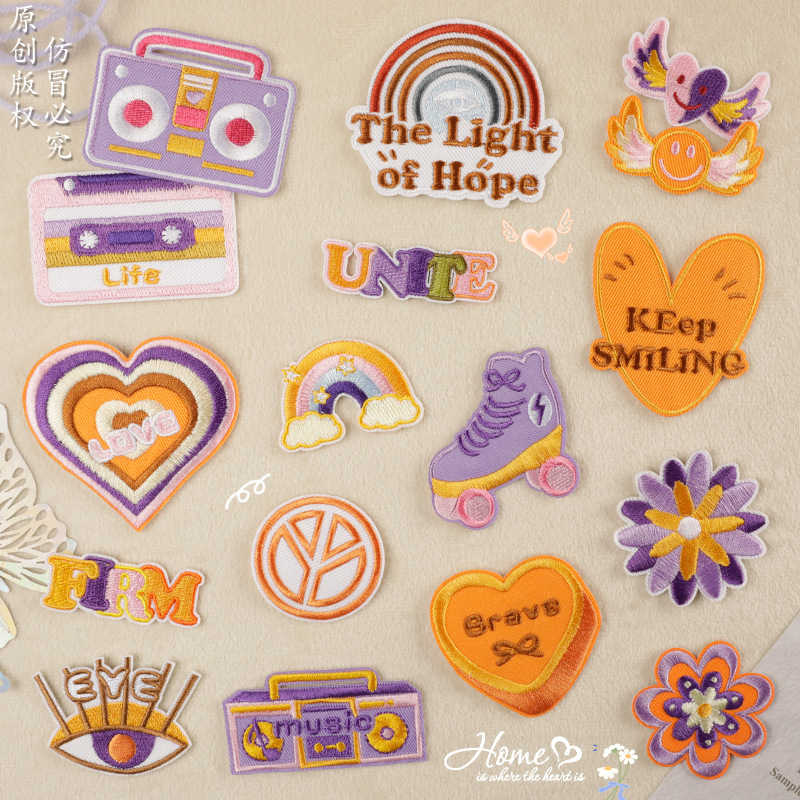 原创版权
仿冒必究
The Light
of Hope
Life
UNITE
KEep
SMiLiNG
LOVE
FIRM
Brave
EYE
music
Home
is where the heart is
Sample